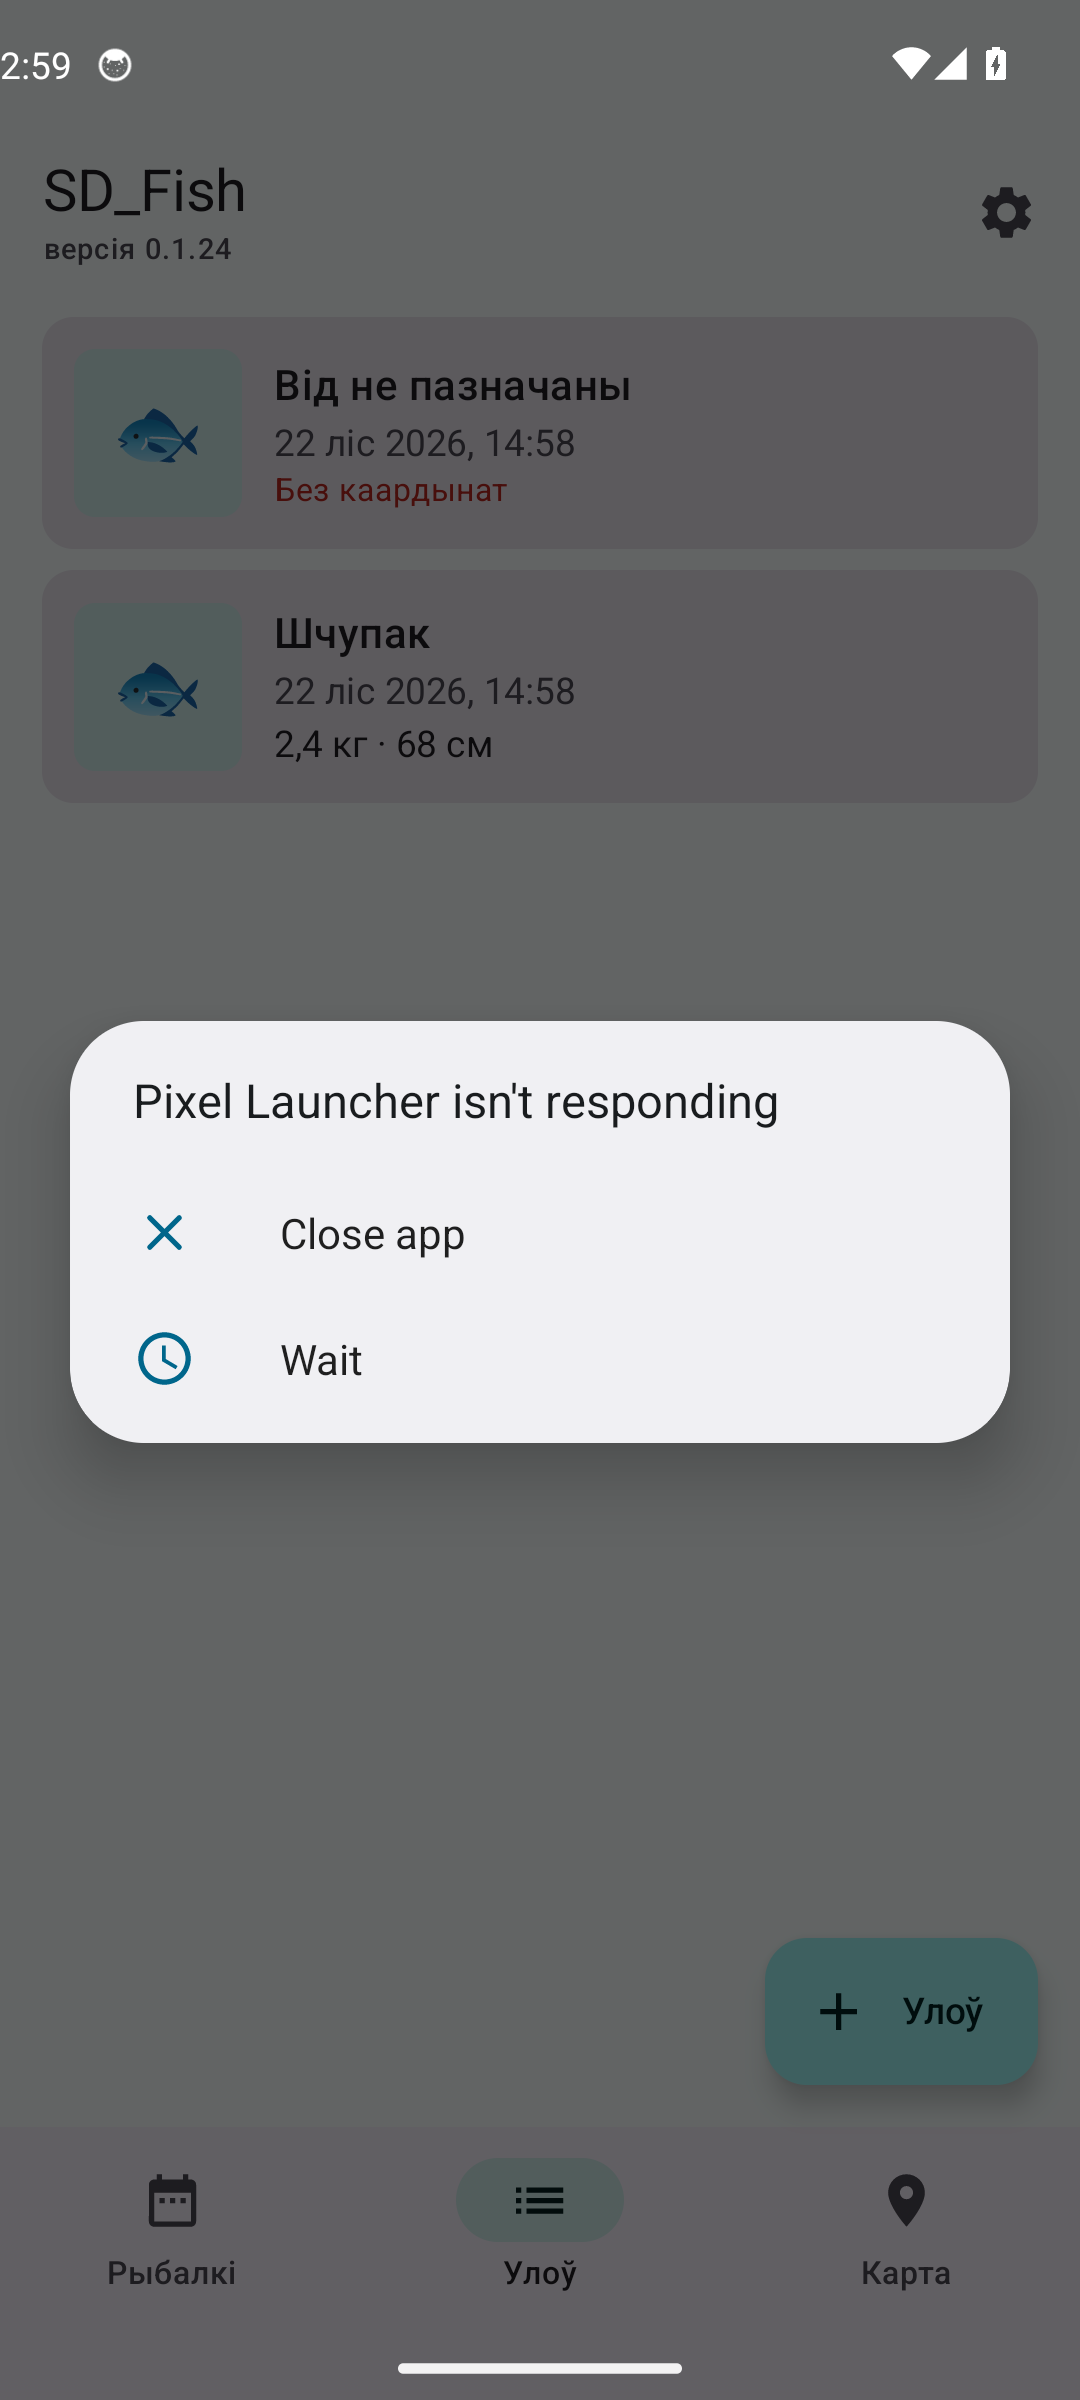 2:59
SD_Fish
версія 0.1.24
Від не пазначаны
22 ліс 2026, 14:58
Без каардынат
Шчупак
22 ліс 2026, 14:58
2,4 кг · 68 см
Pixel Launcher isn't responding
Close app
Wait
Улоў
Рыбалкі
Улоў
Карта